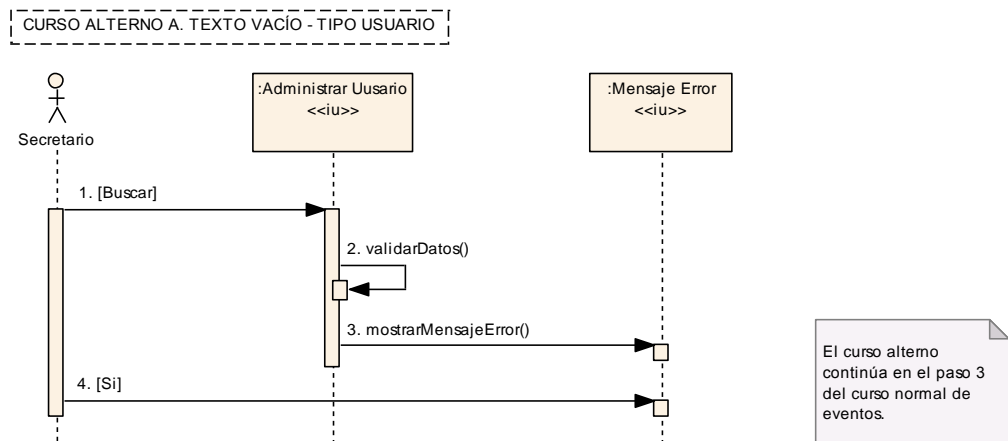 CURSO ALTERNO A. TEXTO VACÍO - TIPO USUARIO
:Administrar Uusario
<<iu>>
:Mensaje Error
<<iu>>
Secretario
1. [Buscar]
2. validarDatos()
3. mostrarMensajeError()
4. [Si]
El curso alterno
continúa en el paso 3
del curso normal de
eventos.